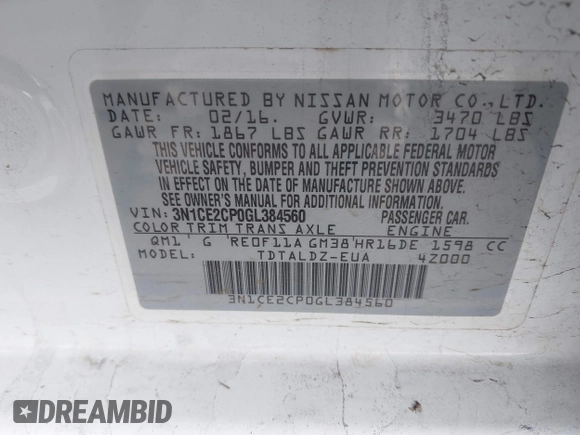 MANUFACTURED BY NISSAN MOTOR CO., LTD.
DATE: 02/16. GVWR: 3470 LBS
GAWR FR: 1867 LBS GAWR RR: 1704 LBS
THIS VEHICLE CONFORMS TO ALL APPLICABLE FEDERAL MOTOR
VEHICLE SAFETY, BUMPER AND THEFT PREVENTION STANDARDS
IN EFFECT ON THE DATE OF MANUFACTURE SHOWN ABOVE.
SEE OWNER'S MANUAL FOR ADDITIONAL INFORMATION.
VIN: 3N1CE2CP0GL384560 PASSENGER CAR.
COLOR TRIM TRANS AXLE ENGINE
QM1 G RE0F11A GM38 HR16DE 1598 CC
MODEL: TDTALDZ-EUA 4Z000
3N1CE2CP0GL384560
DREAMBID